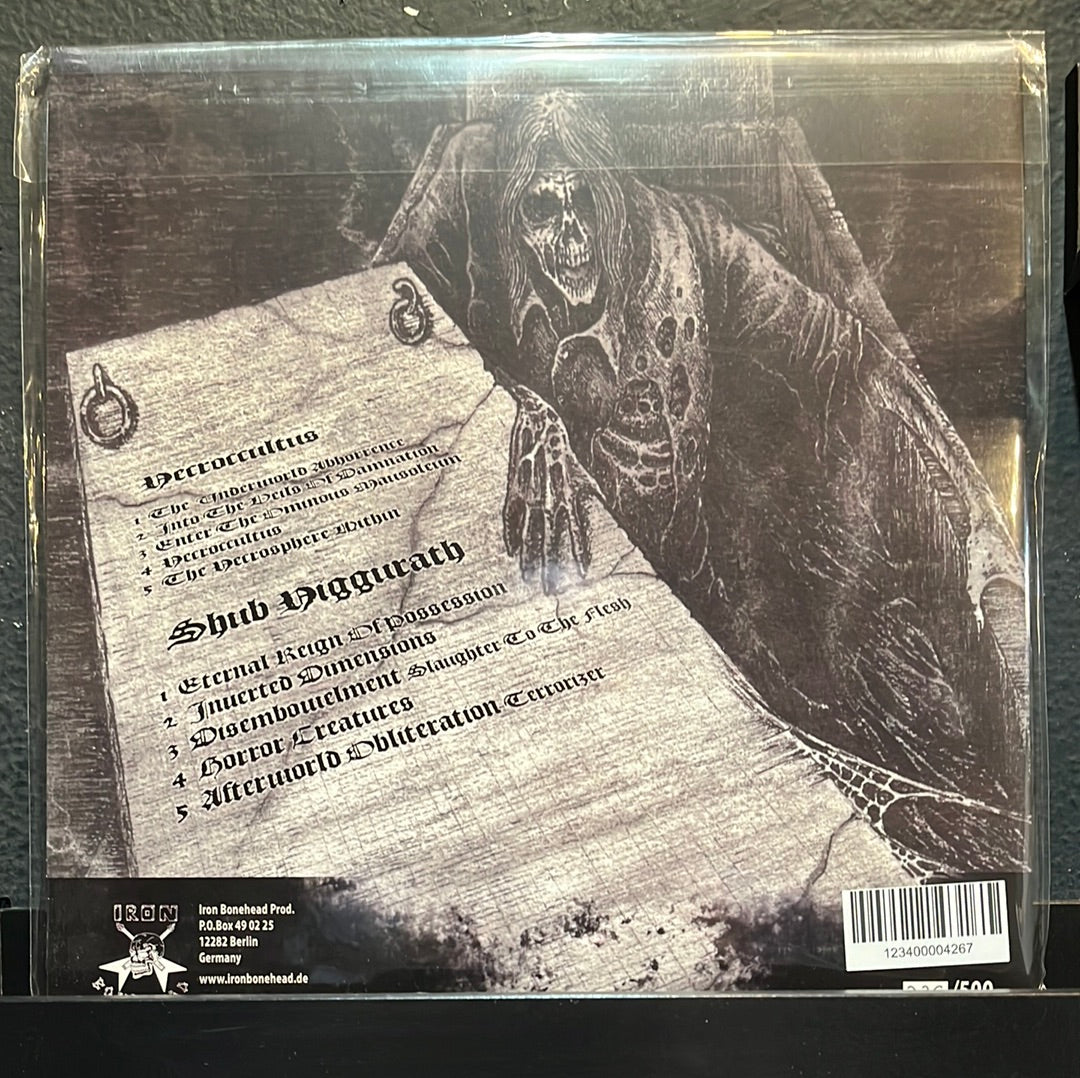 Necrocultus
1 The Underworld Abhorrence
2 Into The Veils Of Damnation
3 Enter The Ominous Mausoleum
4 Necrocultus
5 The Necrosphere Within
Shub Niggurath
1 Eternal Reign Of Possession
2 Inverted Dimensions
3 Disembowelment Slaughter To The Flesh
4 Horror Creatures
5 Afterworld Obliteration-Terrorizer
IRON
Iron Bonehead Prod.
P.O.Box 49 02 25
12282 Berlin
Germany
www.ironbonehead.de
123400004267
/500